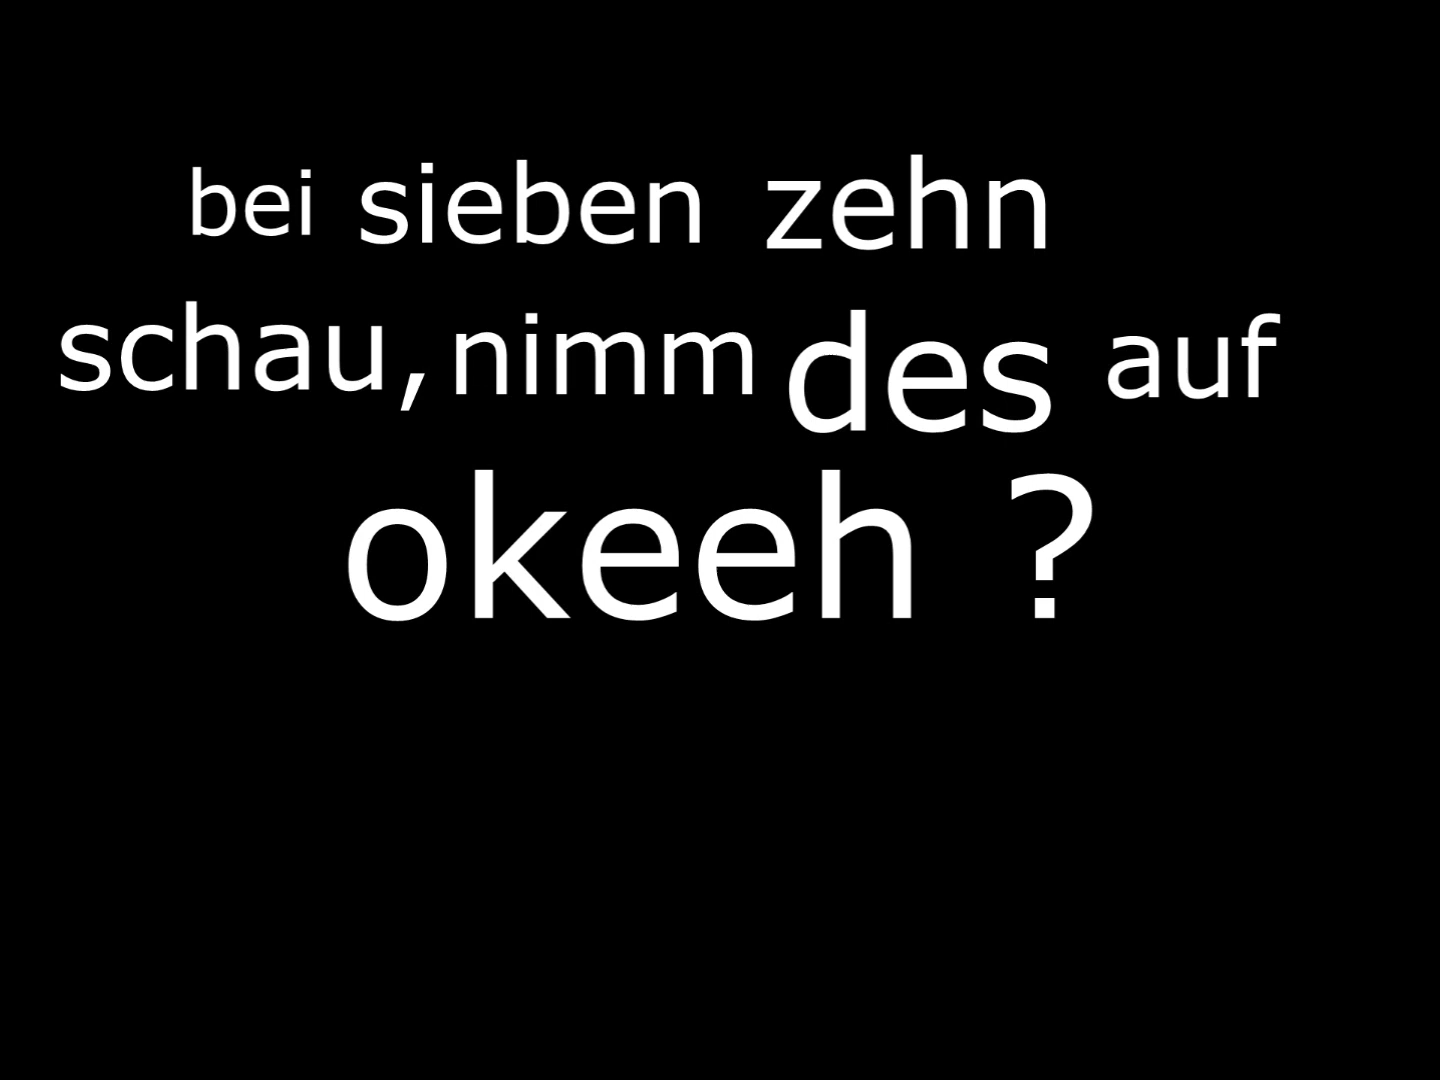 bei sieben zehn
schau, nimm des auf
okeeh ?